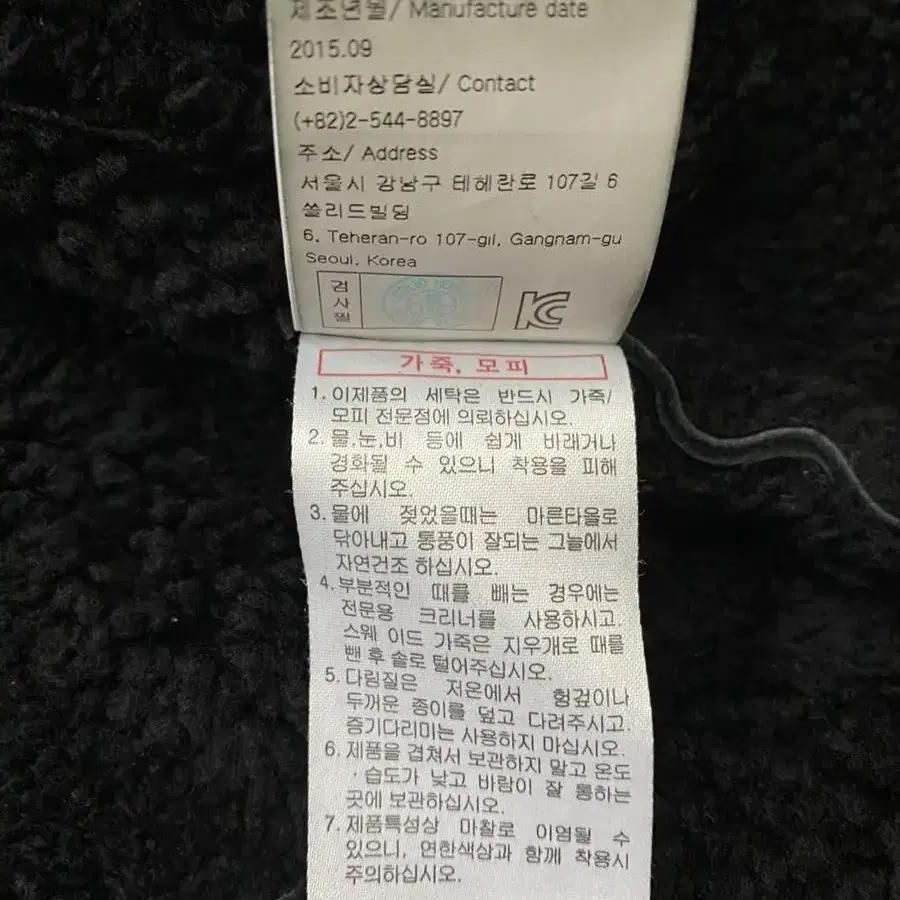 제조년월/ Manufacture date
2015.09
소비자상담실/ Contact
(+82)2-544-8897
주소/ Address
서울시 강남구 테헤란로 107길 6
쏠리드빌딩
6, Teheran-ro 107-gil, Gangnam-gu
Seoul, Korea
검사필
KC
가죽, 모피
1. 이제품의 세탁은 반드시 가죽/
모피 전문점에 의뢰하십시오.
2. 물,눈,비 등에 쉽게 바래거나
경화될 수 있으니 착용을 피해
주십시오.
3. 물에 젖었을때는 마른타올로
닦아내고 통풍이 잘되는 그늘에서
자연건조 하십시오.
4. 부분적인 때를 빼는 경우에는
전문용 크리너를 사용하시고.
스웨 이드 가죽은 지우개로 때를
뺀 후 솔로 털어주십시오.
5. 다림질은 저온에서 헝겊이나
두꺼운 종이를 덮고 다려주시고.
증기다리미는 사용하지 마십시오.
6. 제품을 겹쳐서 보관하지 말고 온도
·습도가 낮고 바람이 잘 통하는
곳에 보관하십시오.
7. 제품특성상 마찰로 이염될 수
있으니, 연한색상과 함께 착용시
주의하십시오.